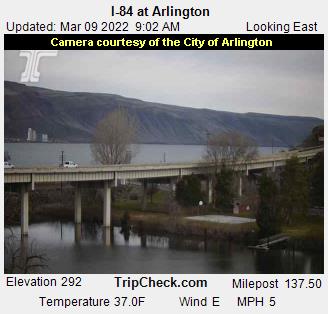 I-84 at Arlington
Updated: Mar 09 2022 9:02 AM Looking East
Camera courtesy of the City of Arlington
Elevation 292 TripCheck.com Milepost 137.50
Temperature 37.0F Wind E MPH 5